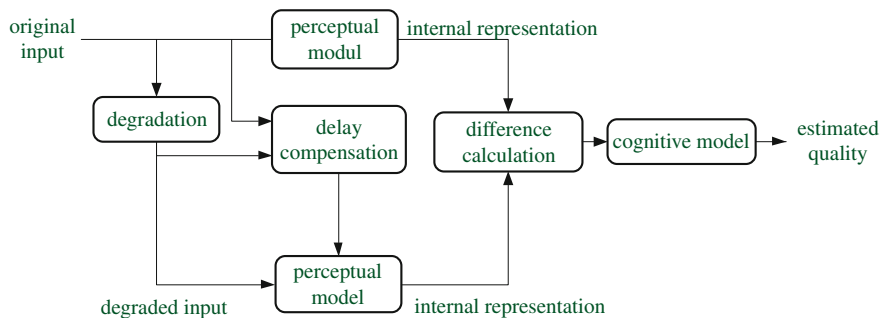 original
input
perceptual
modul
internal representation
degradation
delay
compensation
difference
calculation
cognitive model
estimated
quality
perceptual
model
degraded input
internal representation